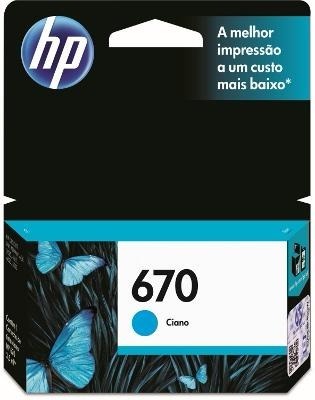 hp
A melhor
impressão
a um custo
mais baixo*
670
Ciano